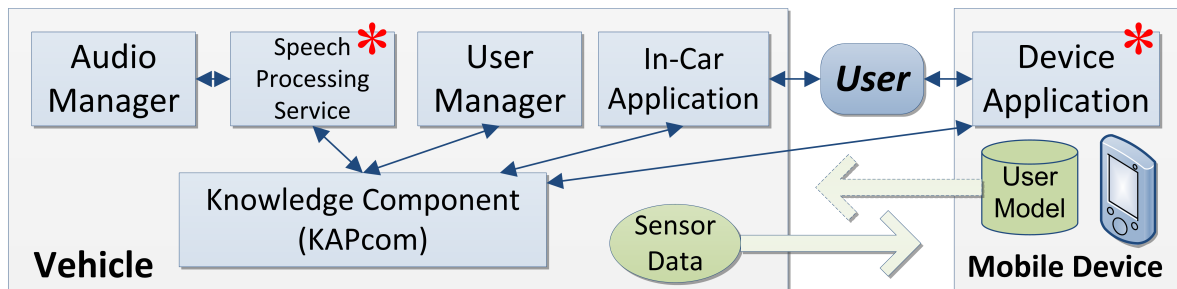 Audio
Manager
Speech
Processing
Service
*
User
Manager
In-Car
Application
User
Device
Application
*
Knowledge Component
(KAPcom)
Sensor
Data
User
Model
Vehicle
Mobile Device